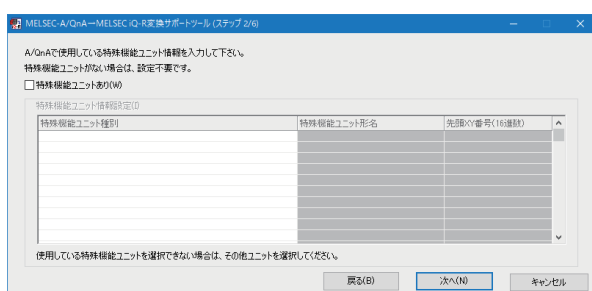 MELSEC-A/QnA→MELSEC iQ-R変換サポートツール (ステップ 2/6)
A/QnAで使用している特殊機能ユニット情報を入力して下さい。
特殊機能ユニットがない場合は、設定不要です。
特殊機能ユニットあり(W)
特殊機能ユニット情報設定(I)
特殊機能ユニット種別 特殊機能ユニット形名 先頭XY番号(16進数)
使用している特殊機能ユニットを選択できない場合は、その他ユニットを選択してください。
戻る(B) 次へ(N) キャンセル